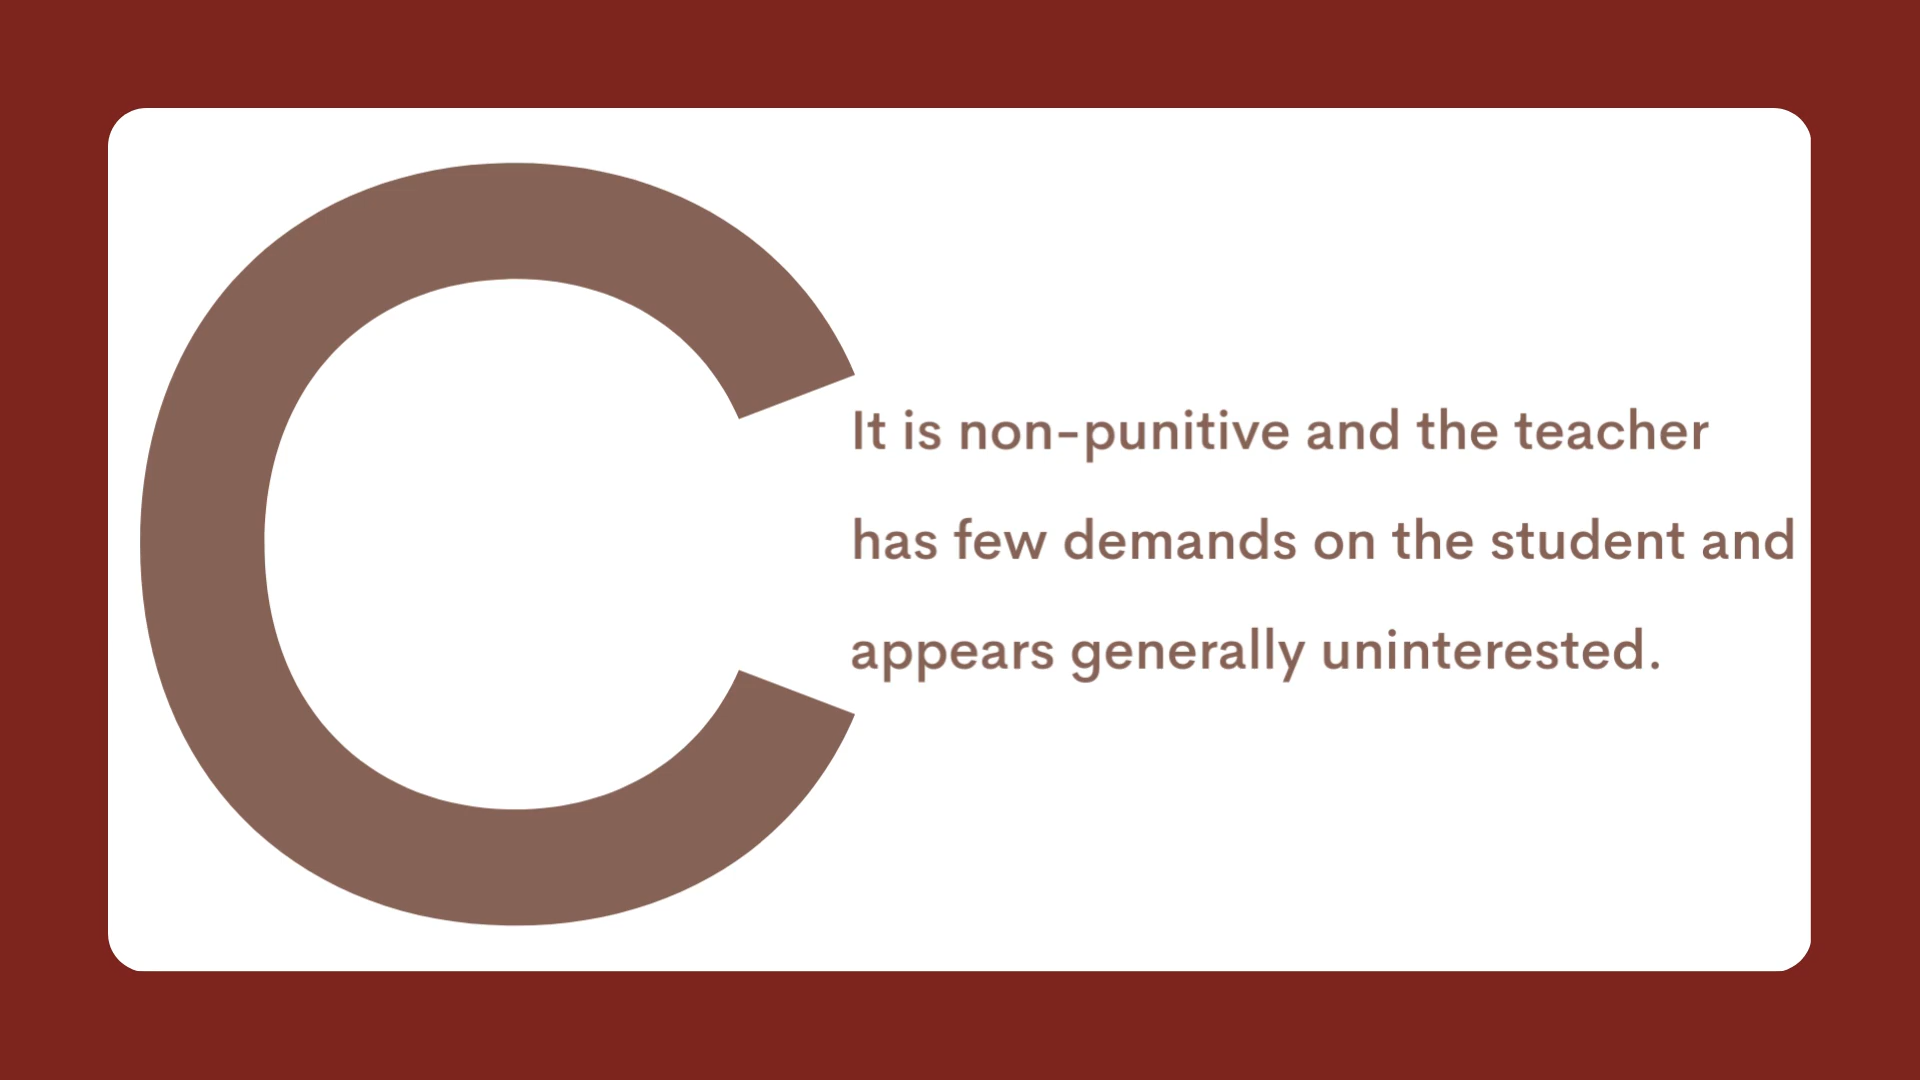 C
It is non-punitive and the teacher
has few demands on the student and
appears generally uninterested.